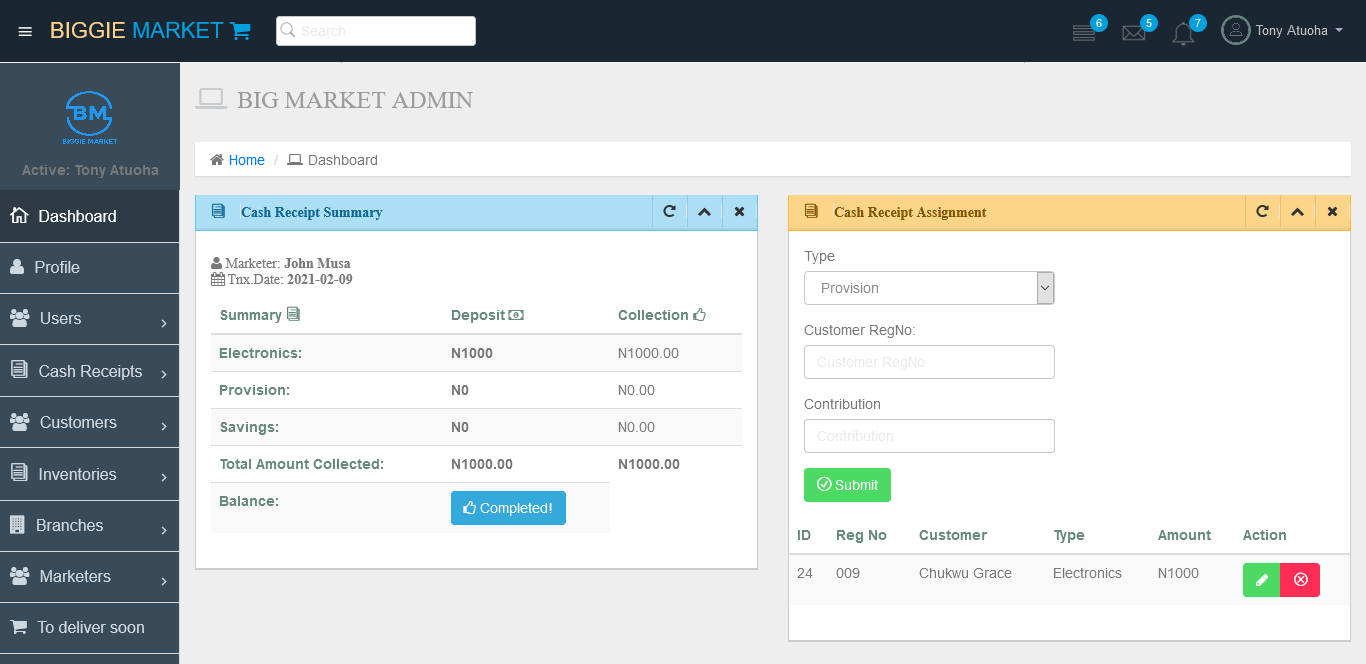 BIGGIE MARKET
Search
6
5
7
Tony Atuoha
BM
BIGGIE MARKET
Active: Tony Atuoha
Dashboard
Profile
Users
Cash Receipts
Customers
Inventories
Branches
Marketers
To deliver soon
BIG MARKET ADMIN
Home / Dashboard
Cash Receipt Summary
Marketer: John Musa
Tnx.Date: 2021-02-09
Summary Deposit Collection
Electronics: N1000 N1000.00
Provision: N0 N0.00
Savings: N0 N0.00
Total Amount Collected: N1000.00 N1000.00
Balance: Completed!
Cash Receipt Assignment
Type
Provision
Customer RegNo:
Customer RegNo
Contribution
Contribution
Submit
ID Reg No Customer Type Amount Action
24 009 Chukwu Grace Electronics N1000